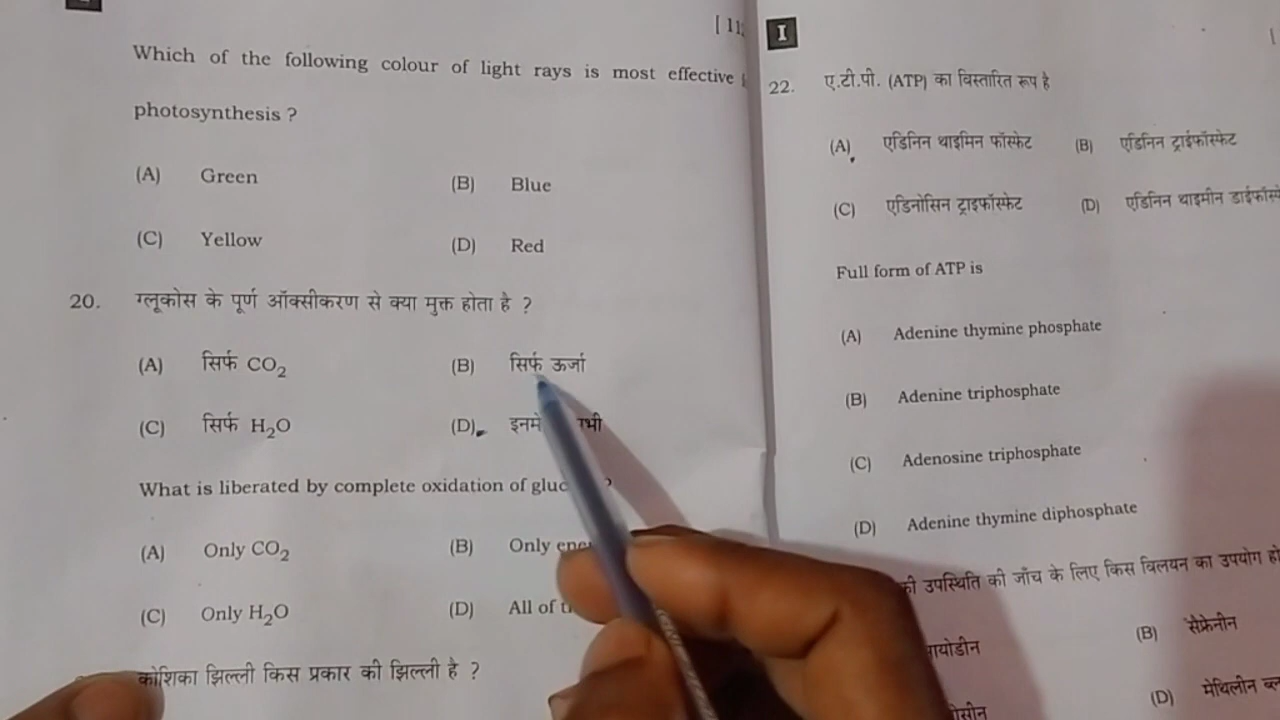 [ 11
Which of the following colour of light rays is most effective
photosynthesis ?
(A) Green (B) Blue
(C) Yellow (D) Red
20. ग्लूकोस के पूर्ण ऑक्सीकरण से क्या मुक्त होता है ?
(A) सिर्फ CO₂ (B) सिर्फ ऊर्जा
(C) सिर्फ H₂O (D)
What is liberated by complete oxidation of
(A) Only CO₂ (B) Only
(C) Only H₂O (D) All of
कोशिका झिल्ली किस प्रकार की झिल्ली है ?
I
22. ए.टी.पी. (ATP) का विस्तारित रूप है
(A) एडिनिन थाइमिन फॉस्फेट (B) एडिनिन ट्राईफॉस्फेट
(C) एडिनोसिन ट्राइफॉस्फेट (D) एडिनिन थाइमीन
Full form of ATP is
(A) Adenine thymine phosphate
(B) Adenine triphosphate
(C) Adenosine triphosphate
(D) Adenine thymine diphosphate
की उपस्थिति की जाँच के लिए किस विलयन का उपयोग
(B) सैफ्रेनीन
(D) मेथिलीन